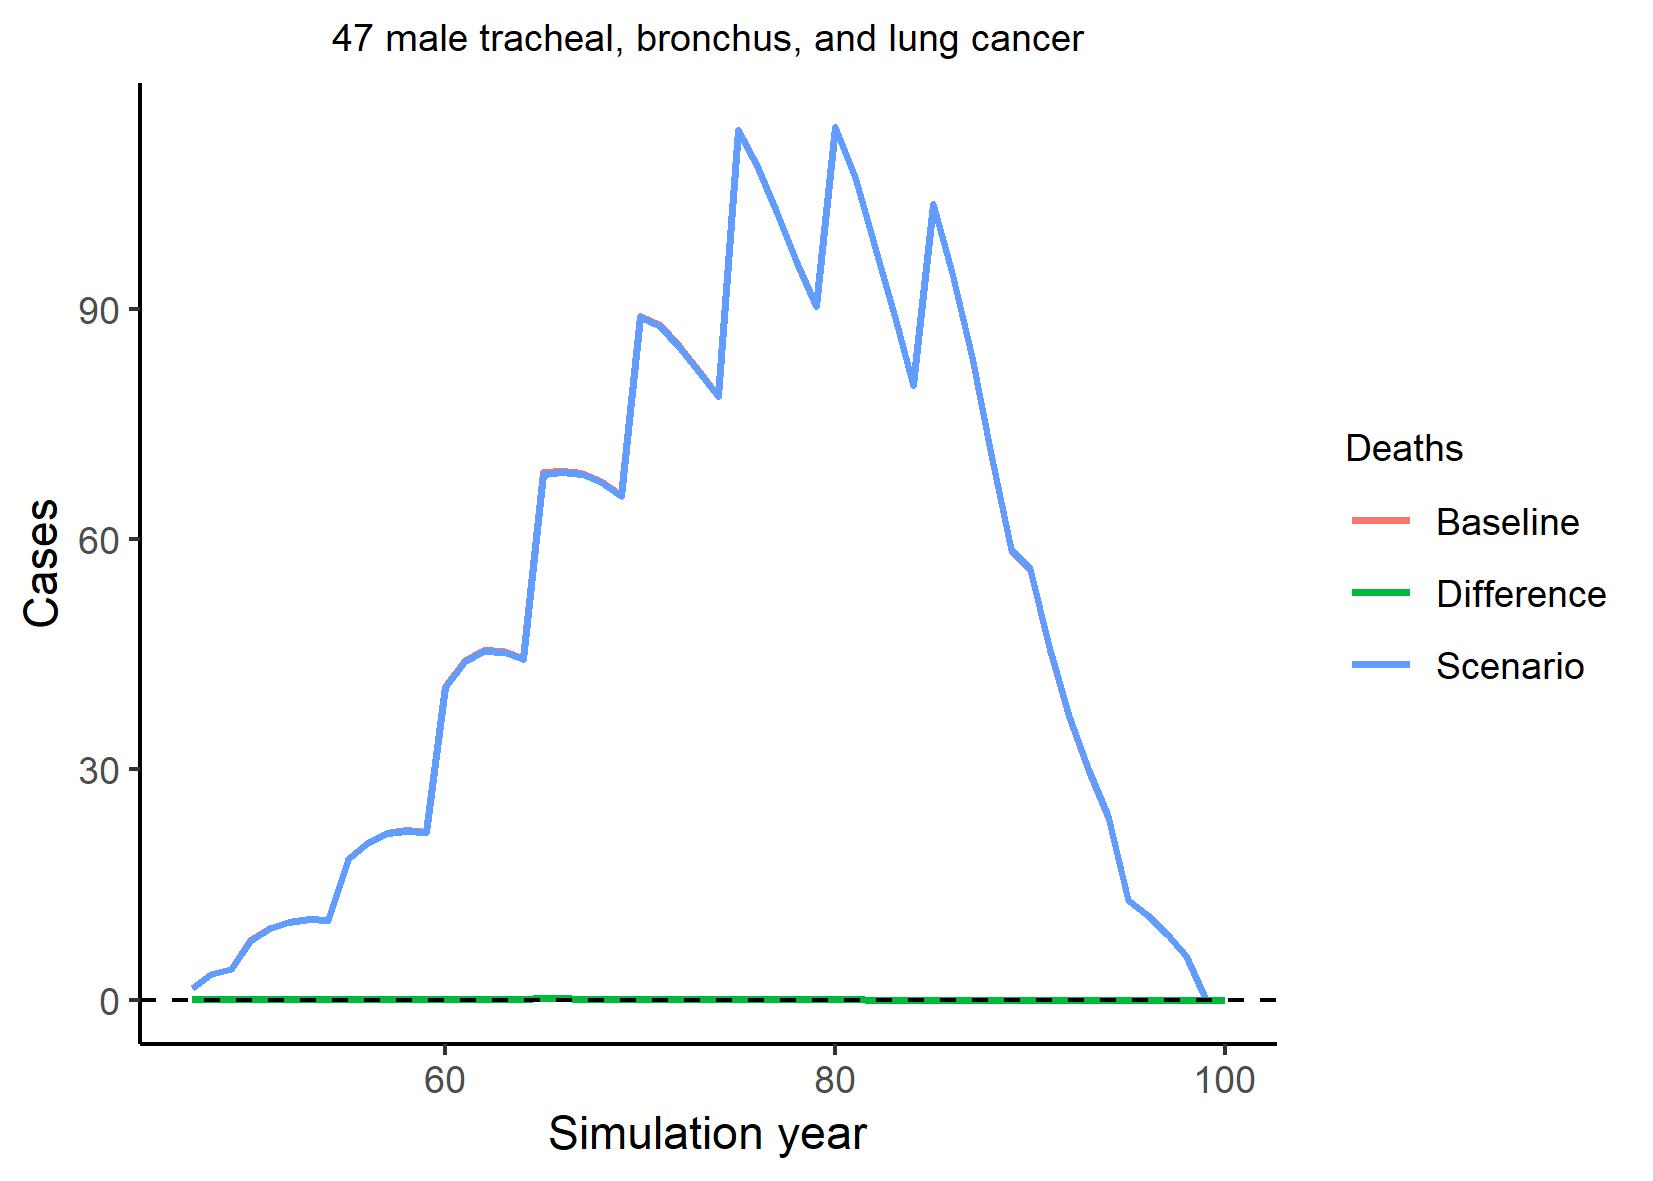 47 male tracheal, bronchus, and lung cancer
Cases
90
60
30
0
60 80 100
Simulation year
Deaths
Baseline
Difference
Scenario